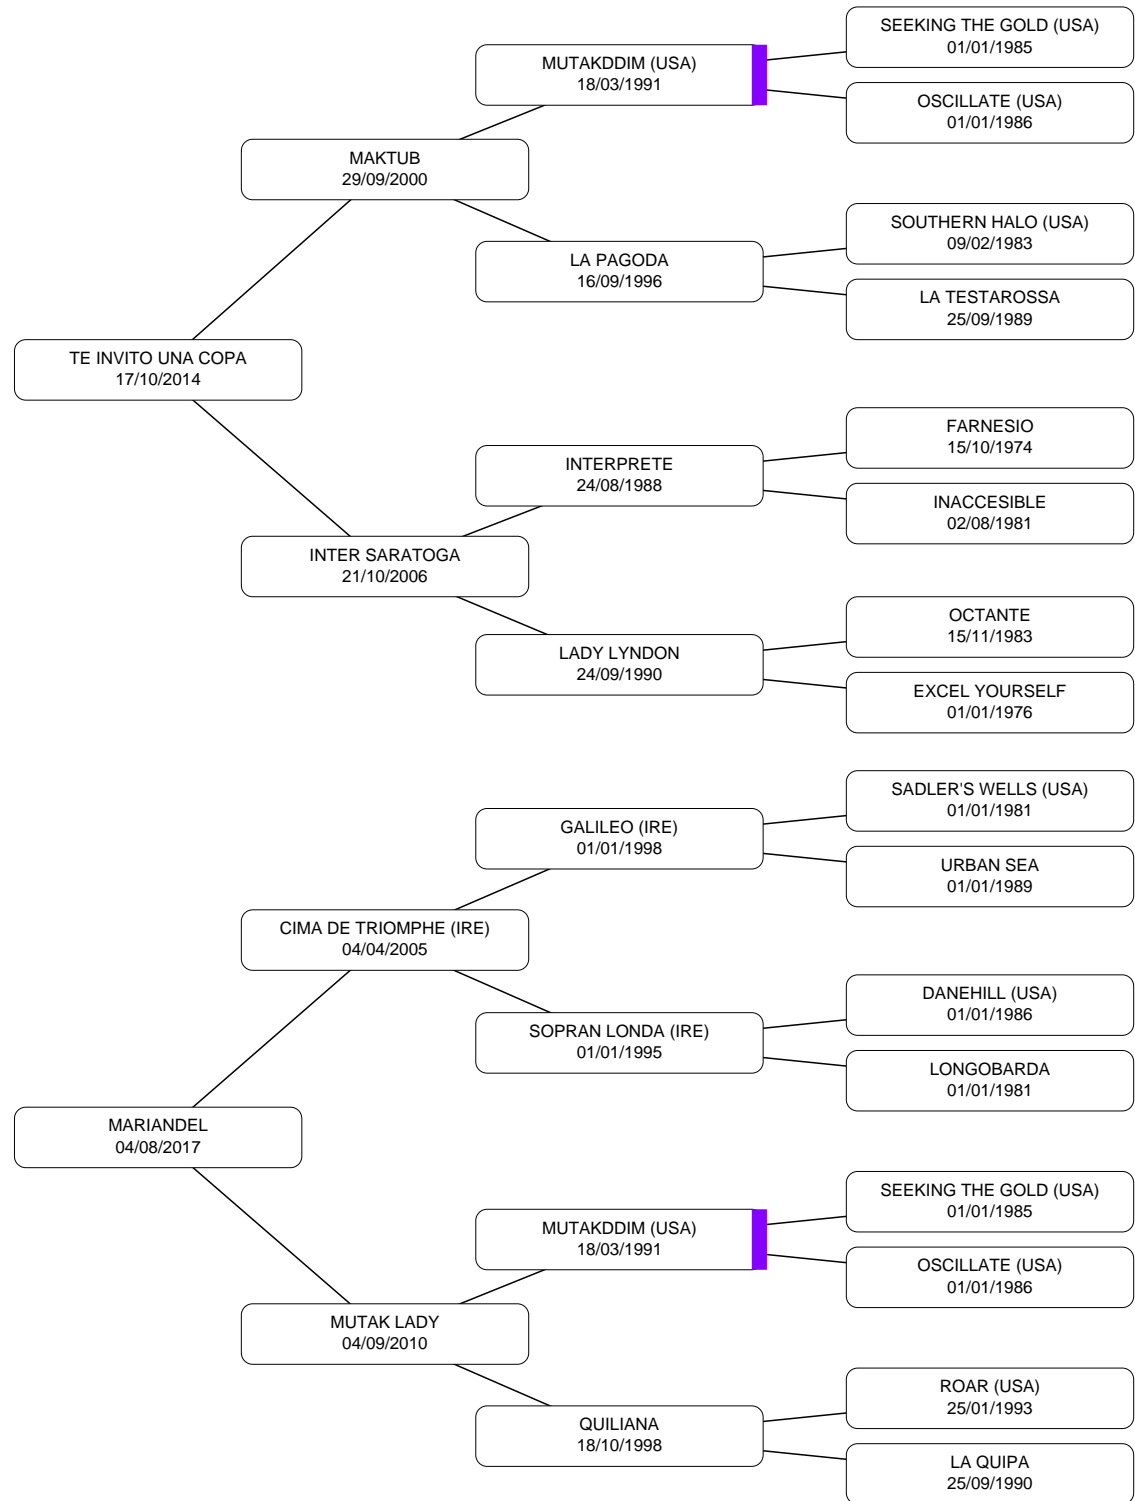 SEEKING THE GOLD (USA)
01/01/1985
MUTAKDDIM (USA)
18/03/1991
OSCILLATE (USA)
01/01/1986
MAKTUB
29/09/2000
SOUTHERN HALO (USA)
09/02/1983
LA PAGODA
16/09/1996
LA TESTAROSSA
25/09/1989
TE INVITO UNA COPA
17/10/2014
FARNESIO
15/10/1974
INTERPRETE
24/08/1988
INACCESIBLE
02/08/1981
INTER SARATOGA
21/10/2006
OCTANTE
15/11/1983
LADY LYNDON
24/09/1990
EXCEL YOURSELF
01/01/1976
SADLER'S WELLS (USA)
01/01/1981
GALILEO (IRE)
01/01/1998
URBAN SEA
01/01/1989
CIMA DE TRIOMPHE (IRE)
04/04/2005
DANEHILL (USA)
01/01/1986
SOPRAN LONDA (IRE)
01/01/1995
LONGOBARDA
01/01/1981
MARIANDEL
04/08/2017
SEEKING THE GOLD (USA)
01/01/1985
MUTAKDDIM (USA)
18/03/1991
OSCILLATE (USA)
01/01/1986
MUTAK LADY
04/09/2010
ROAR (USA)
25/01/1993
QUILIANA
18/10/1998
LA QUIPA
25/09/1990